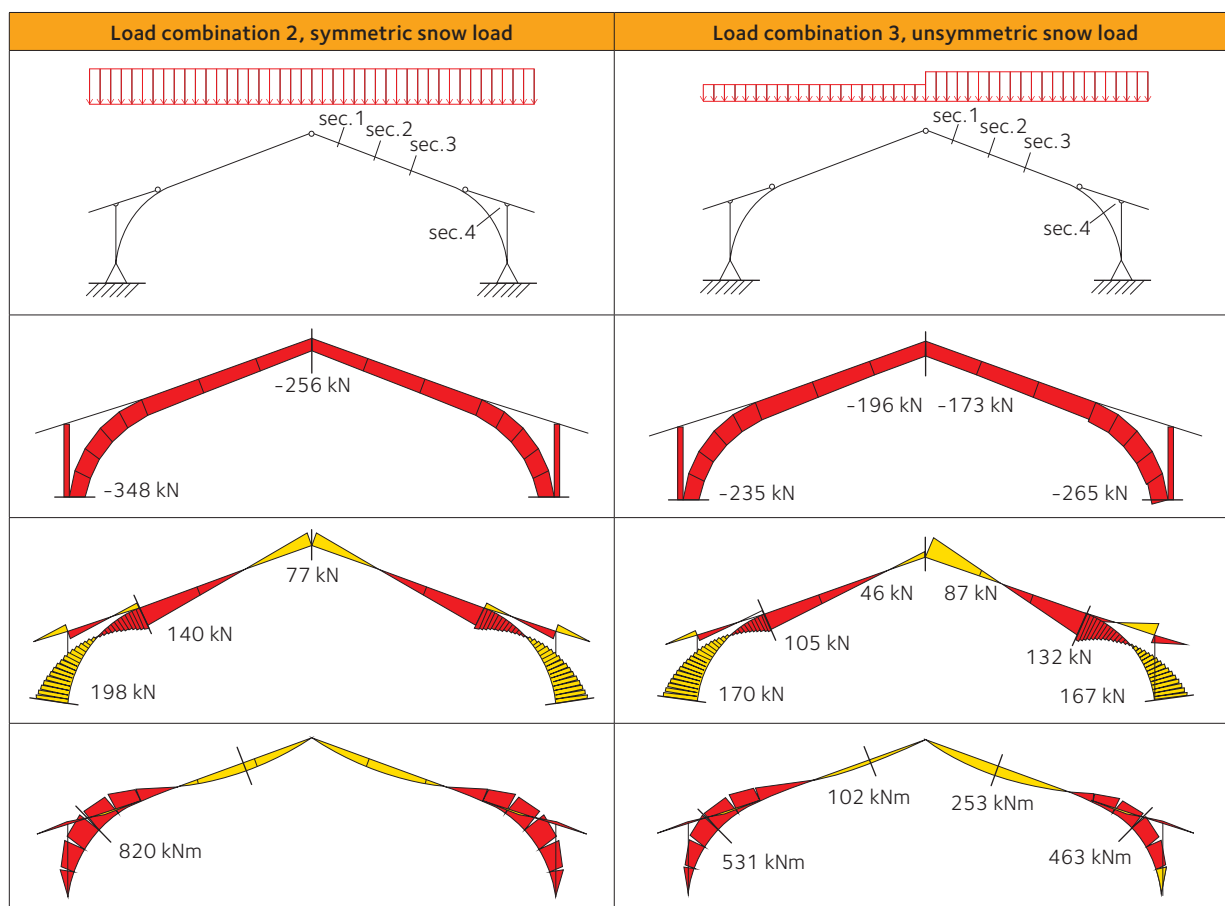 Load combination 2, symmetric snow load
Load combination 3, unsymmetric snow load
sec.1
sec.2
sec.3
sec.4
sec.1
sec.2
sec.3
sec.4
-256 kN
-348 kN
-196 kN
-173 kN
-235 kN
-265 kN
77 kN
140 kN
198 kN
46 kN
87 kN
105 kN
132 kN
170 kN
167 kN
820 kNm
102 kNm
253 kNm
531 kNm
463 kNm